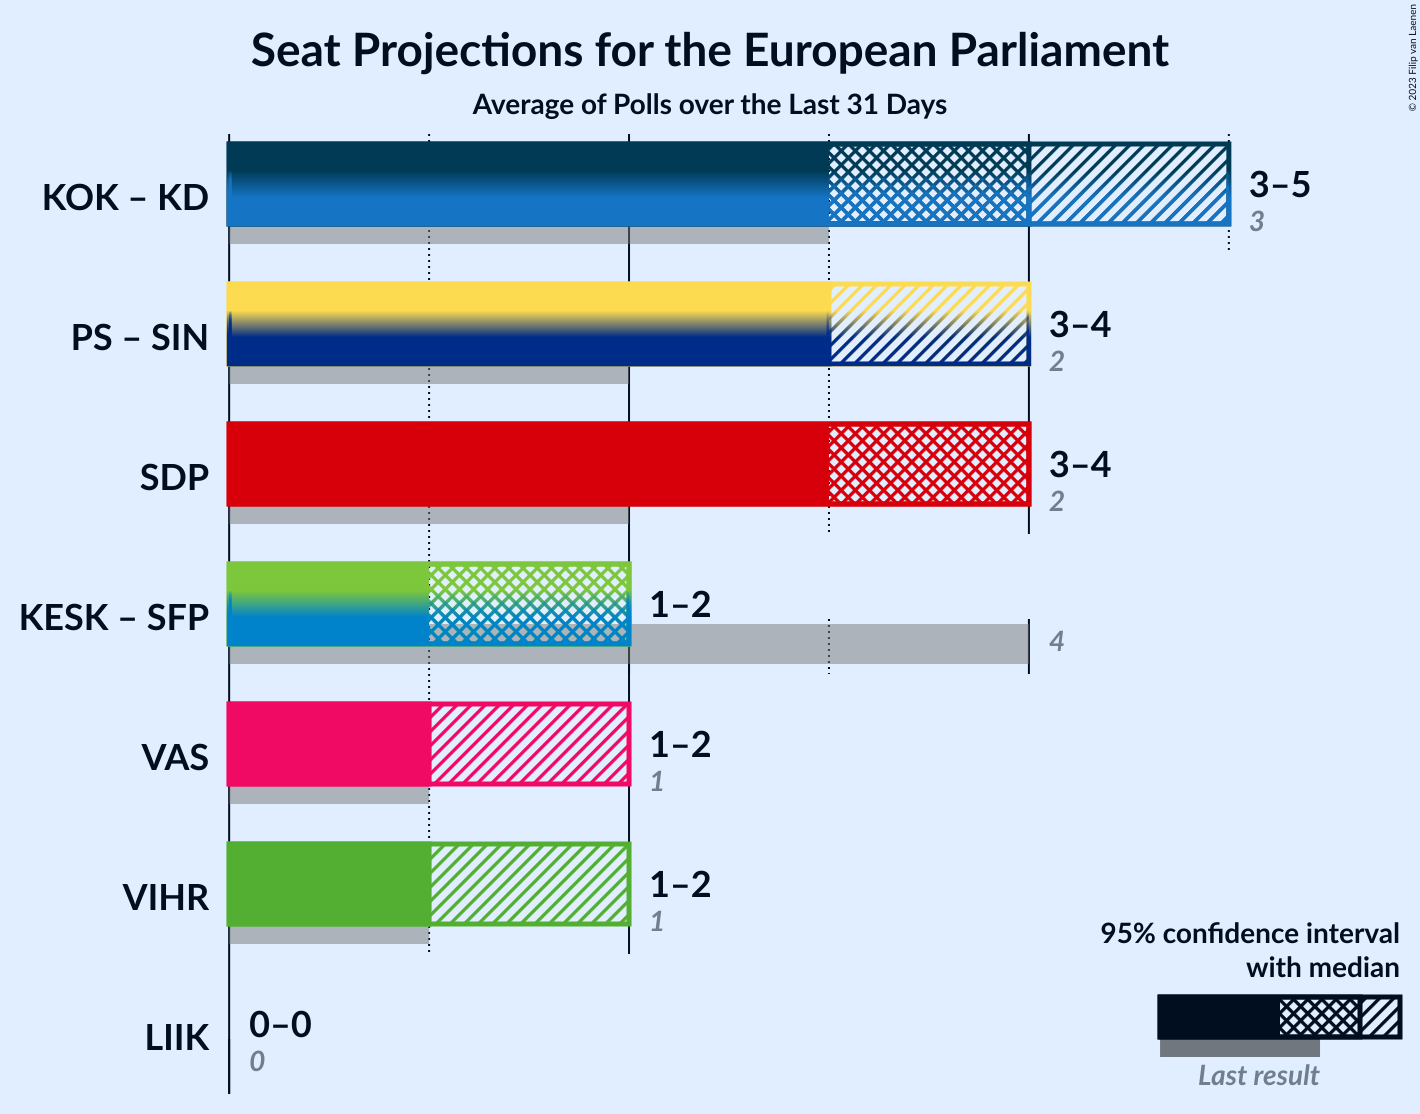 Seat Projections for the European Parliament
Average of Polls over the Last 31 Days
© 2023 Filip van Laenen
KOK – KD
3–5
3
PS – SIN
3–4
2
SDP
3–4
2
KESK – SFP
1–2
4
VAS
1–2
1
VIHR
1–2
1
LIIK
0–0
0
95% confidence interval
with median
Last result